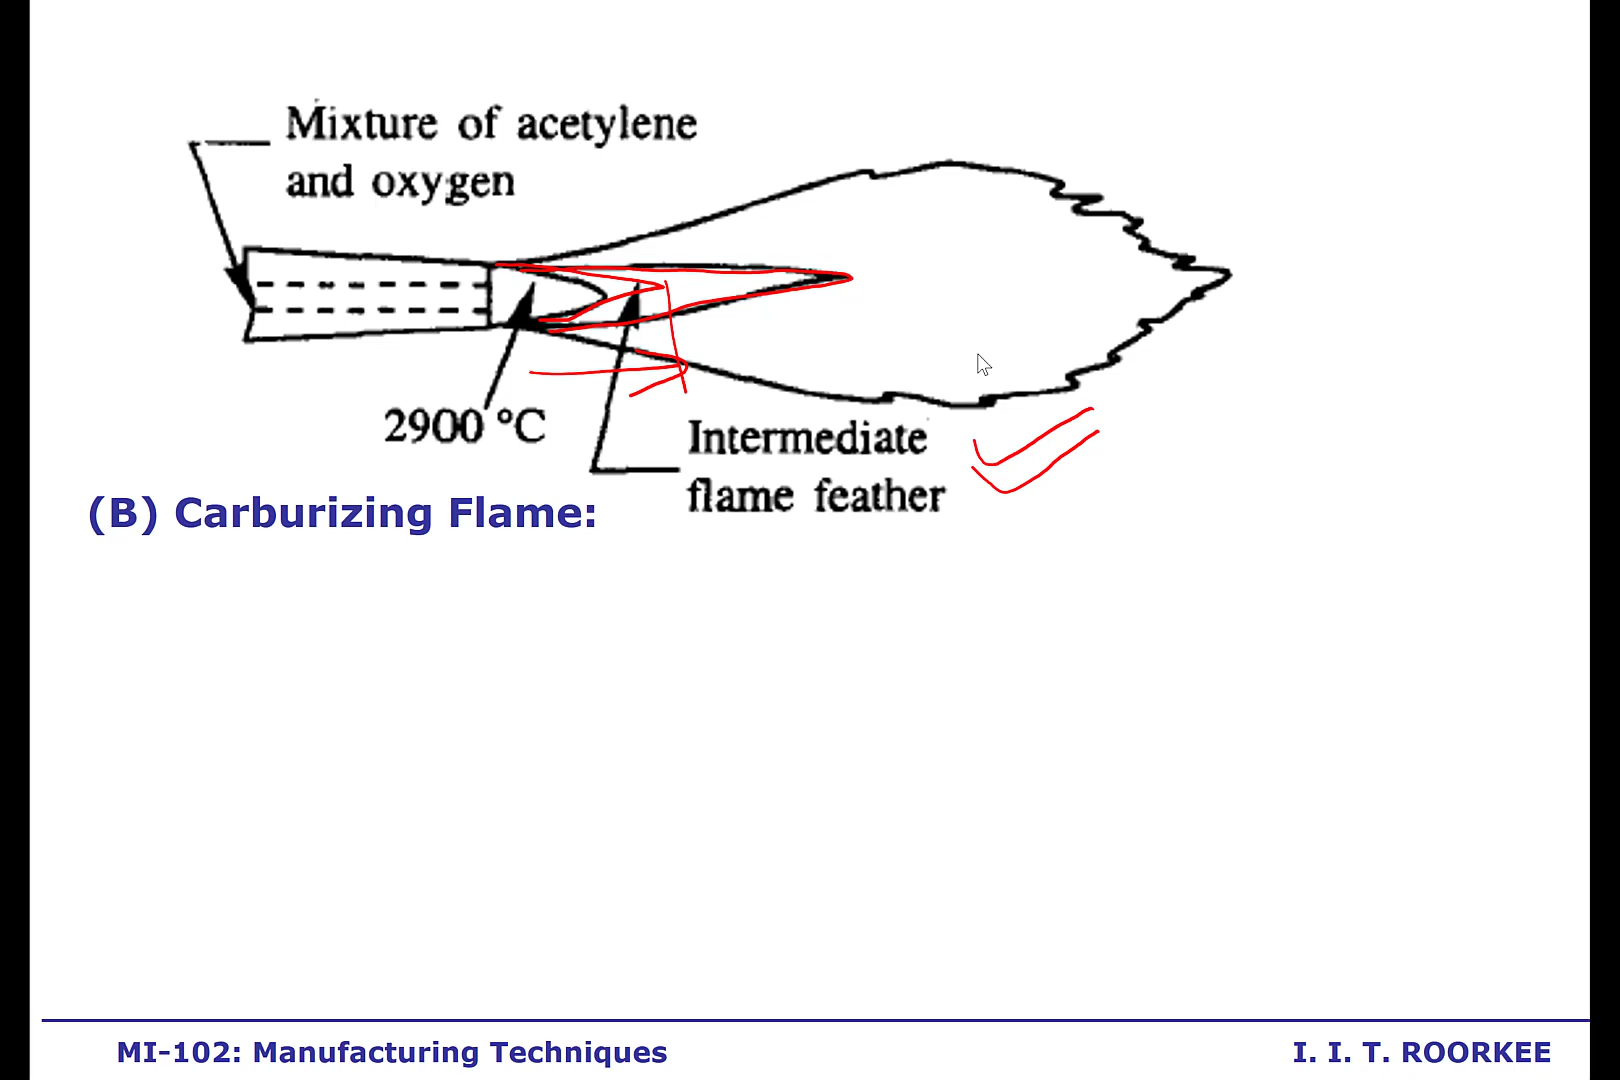 Mixture of acetylene
and oxygen
2900 °C
Intermediate
flame feather
(B) Carburizing Flame:
MI-102: Manufacturing Techniques
I. I. T. ROORKEE